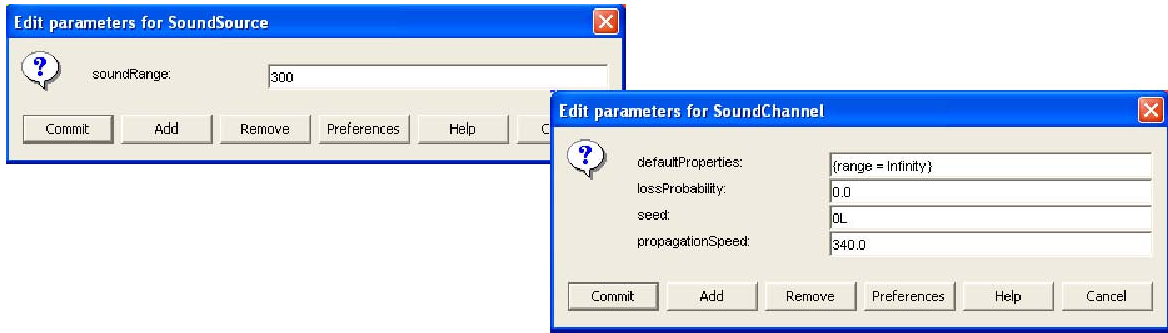 Edit parameters for SoundSource
soundRange: 300
Commit Add Remove Preferences Help C
Edit parameters for SoundChannel
defaultProperties: {range = Infinity}
lossProbability: 0.0
seed: 0L
propagationSpeed: 340.0
Commit Add Remove Preferences Help Cancel